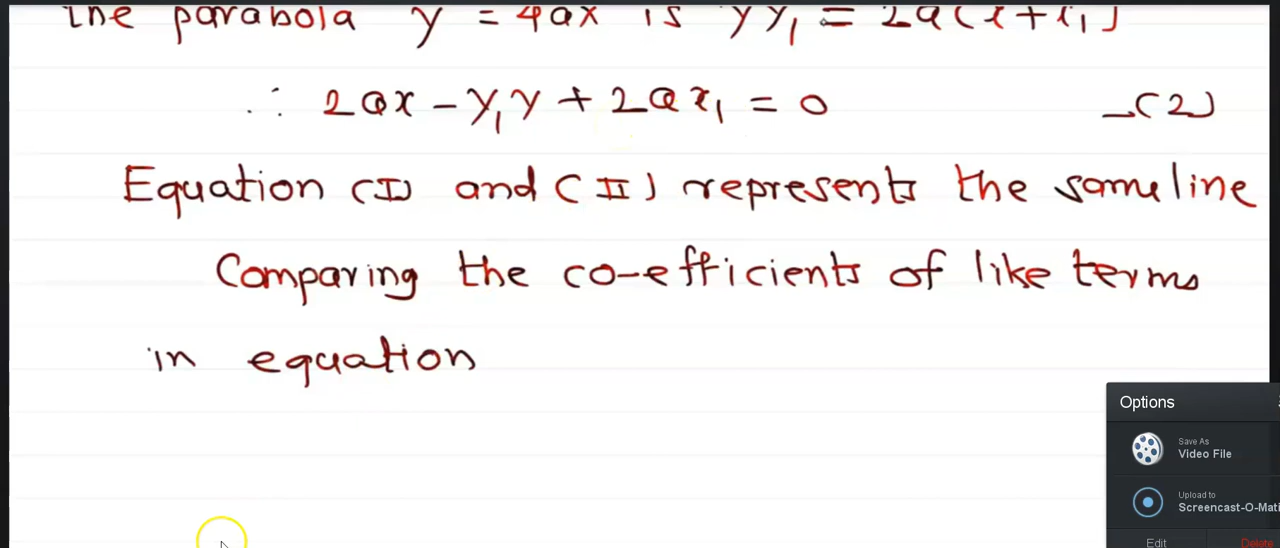 the parabola y = 4ax is yy₁ = 2a(x+x₁)
∴ 2ax - y₁y + 2ax₁ = 0 _(2)
Equation (I) and (II) represents the same line
Comparing the co-efficients of like terms
in equation
Options
Save As
Video File
Upload to
Screencast-O-Mati
Edit Delete